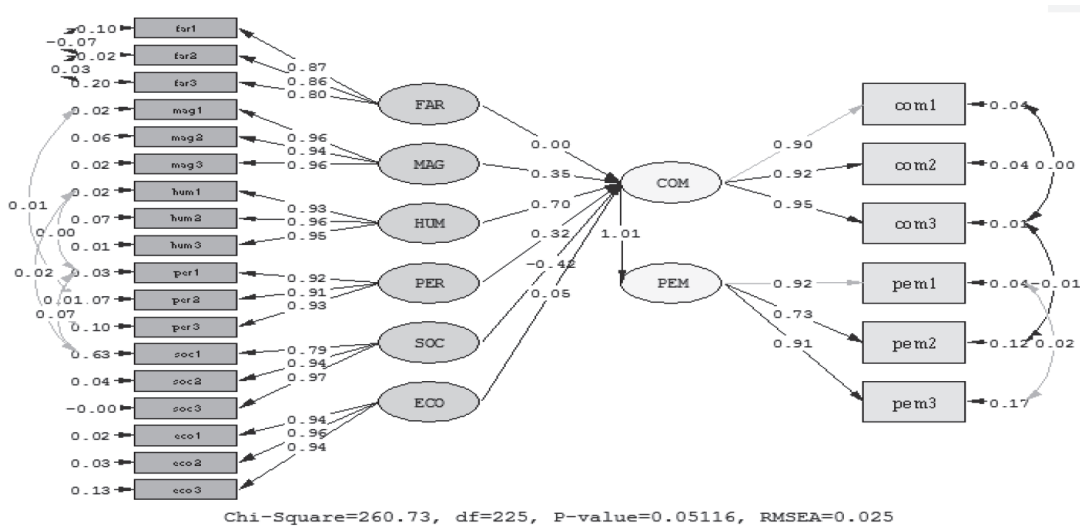 0.10 far1
-0.07
0.02 far2
0.03
0.20 far3
0.02 mag1
0.06 mag2
0.02 mag3
0.02 hum1
0.01
0.07 hum2
0.00
0.01 hum3
0.02 0.03 per1
0.01 0.07 per2
0.07
0.10 per3
0.63 soc1
0.04 soc2
-0.00 soc3
0.02 eco1
0.03 eco2
0.13 eco3
0.87
0.86
0.80
0.96
0.94
0.96
0.93
0.96
0.95
0.92
0.91
0.93
0.79
0.94
0.97
0.94
0.96
0.94
FAR
MAG
HUM
PER
SOC
ECO
0.00
0.35
0.70
0.32
-0.42
0.05
1.01
COM
PEM
0.90
0.92
0.95
0.92
0.73
0.91
com1 0.04
com2 0.04 0.00
com3
pem1 0.04 -0.01
pem2 0.12 0.02
pem3 0.17
Chi-Square=260.73, df=225, P-value=0.05116, RMSEA=0.025